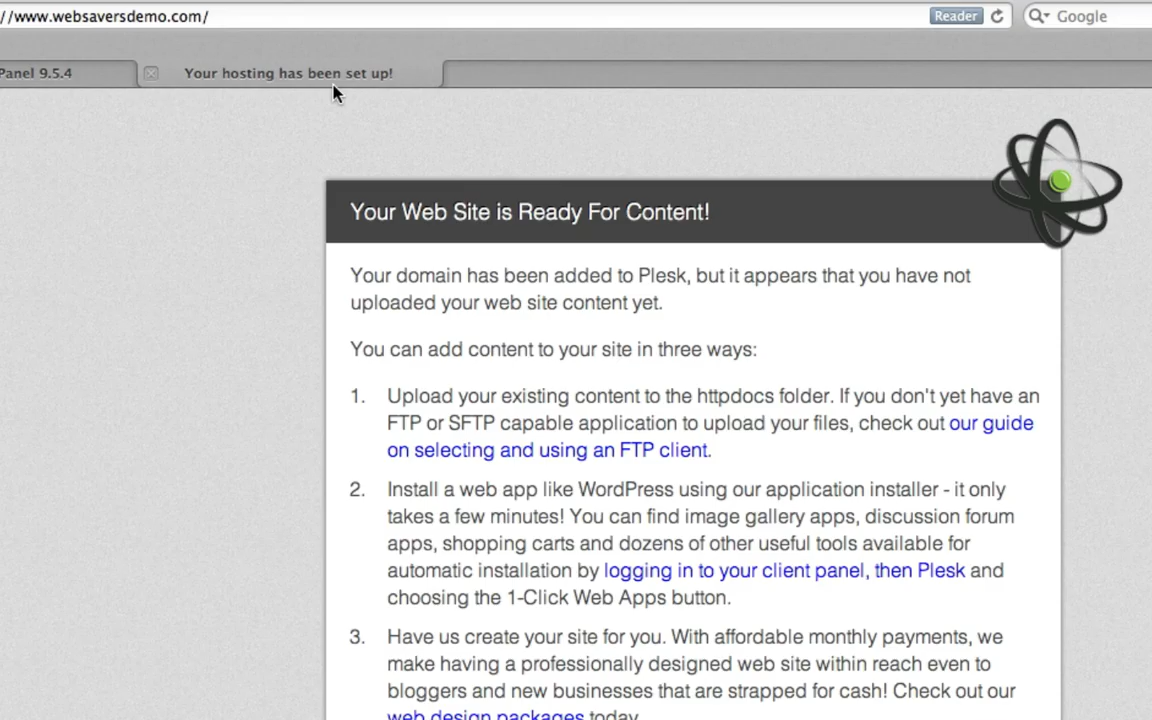 //www.websaversdemo.com/
Reader
Google
Panel 9.5.4
Your hosting has been set up!
Your Web Site is Ready For Content!
Your domain has been added to Plesk, but it appears that you have not
uploaded your web site content yet.
You can add content to your site in three ways:
1. Upload your existing content to the httpdocs folder. If you don't yet have an
FTP or SFTP capable application to upload your files, check out our guide
on selecting and using an FTP client.
2. Install a web app like WordPress using our application installer - it only
takes a few minutes! You can find image gallery apps, discussion forum
apps, shopping carts and dozens of other useful tools available for
automatic installation by logging in to your client panel, then Plesk and
choosing the 1-Click Web Apps button.
3. Have us create your site for you. With affordable monthly payments, we
make having a professionally designed web site within reach even to
bloggers and new businesses that are strapped for cash! Check out our
web design packages today.